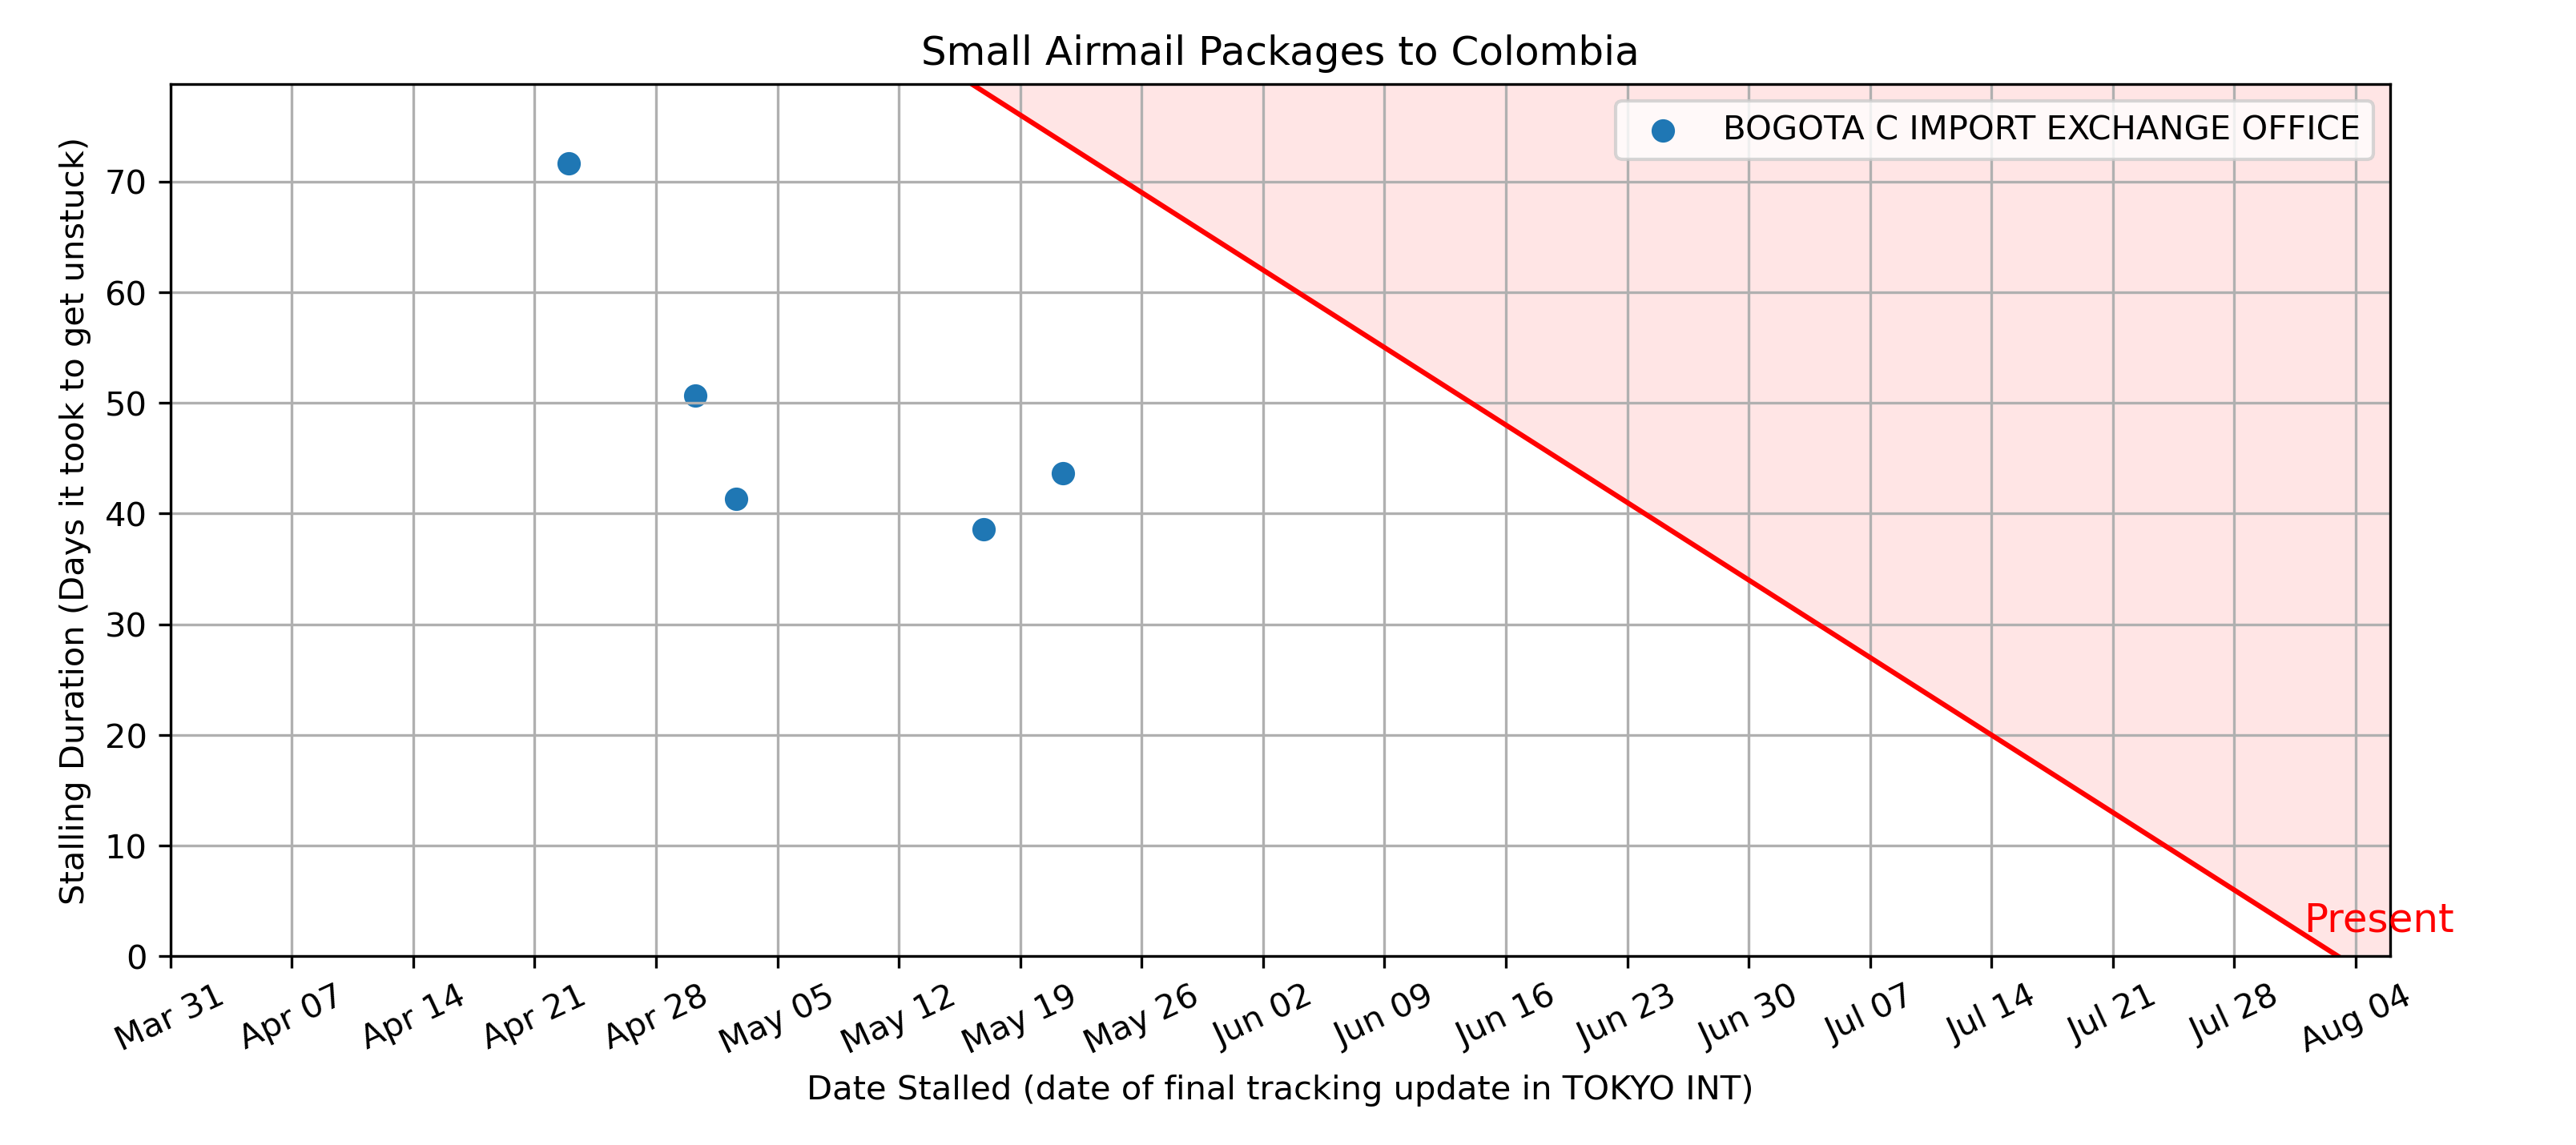 Small Airmail Packages to Colombia
BOGOTA C IMPORT EXCHANGE OFFICE
Stalling Duration (Days it took to get unstuck)
70
60
50
40
30
20
10
0
Present
Mar 31
Apr 07
Apr 14
Apr 21
Apr 28
May 05
May 12
May 19
May 26
Jun 02
Jun 09
Jun 16
Jun 23
Jun 30
Jul 07
Jul 14
Jul 21
Jul 28
Aug 04
Date Stalled (date of final tracking update in TOKYO INT)